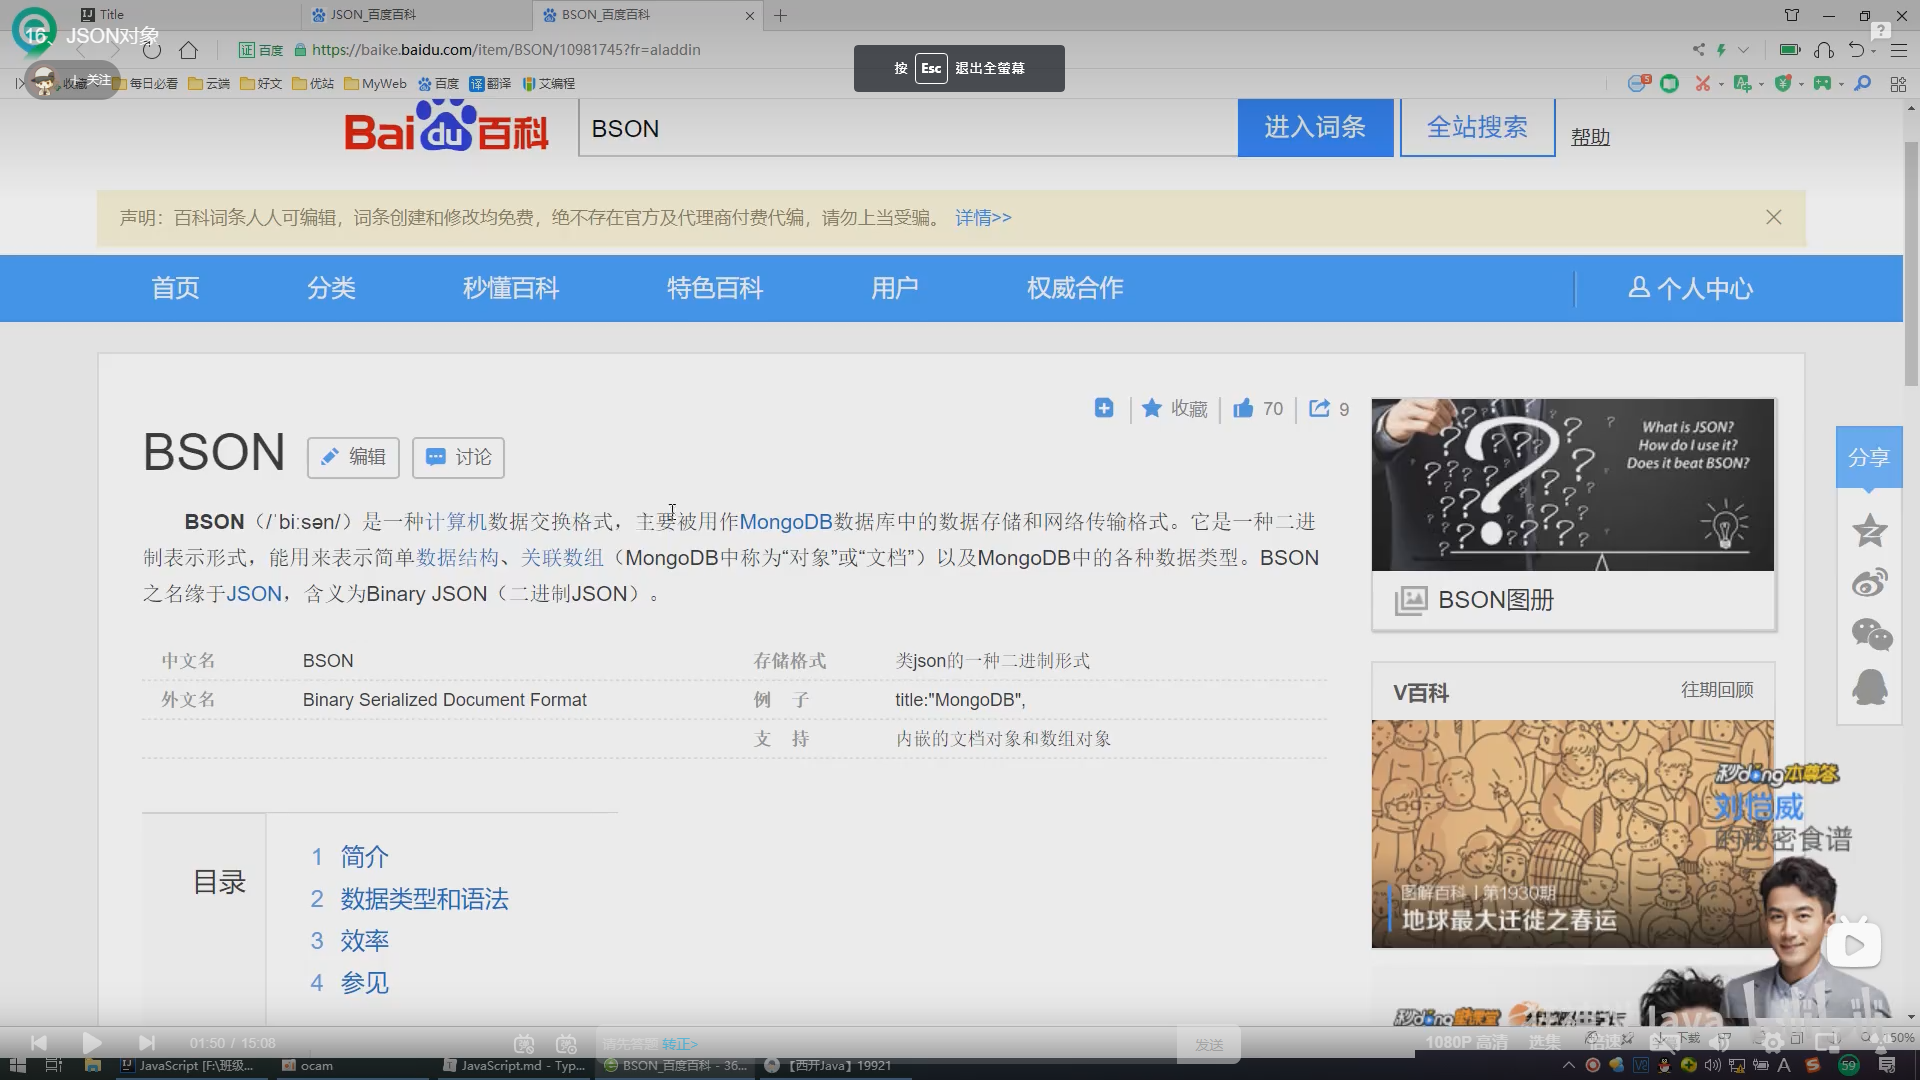 Title
JSON_百度百科
BSON_百度百科
16、JSON对象
证 百度
https://baike.baidu.com/item/BSON/10981745?fr=aladdin
按 Esc 退出全萤幕
+ 关注
收藏
每日必看
云端
好文
优站
MyWeb
百度
译 翻译
艾编程
Bai du 百科
BSON
进入词条
全站搜索
帮助
声明：百科词条人人可编辑，词条创建和修改均免费，绝不存在官方及代理商付费代编，请勿上当受骗。 详情>>
首页 分类 秒懂百科 特色百科 用户 权威合作 个人中心
收藏 70 9
BSON 编辑 讨论
BSON（/ˈbiːsən/）是一种计算机数据交换格式，主要被用作MongoDB数据库中的数据存储和网络传输格式。它是一种二进
制表示形式，能用来表示简单数据结构、关联数组（MongoDB中称为“对象”或“文档”）以及MongoDB中的各种数据类型。BSON
之名缘于JSON，含义为Binary JSON（二进制JSON）。
中文名 BSON 存储格式 类json的一种二进制形式
外文名 Binary Serialized Document Format 例 子 title:"MongoDB",
支 持 内嵌的文档对象和数组对象
目录
1 简介
2 数据类型和语法
3 效率
4 参见
What is JSON?
How do I use it?
Does it beat BSON?
BSON图册
分享
V百科 往期回顾
秒dong本尊答
刘恺威
的秘密食谱
图解百科 | 第1930期
地球最大迁徙之春运
01:50 / 15:08
请先答题 转正>
发送
1080P 高清
选集
倍速
下载
50%
JavaScript [F:\班级...
ocam
JavaScript.md - Typ...
BSON_百度百科 - 36...
【西开Java】19921
59